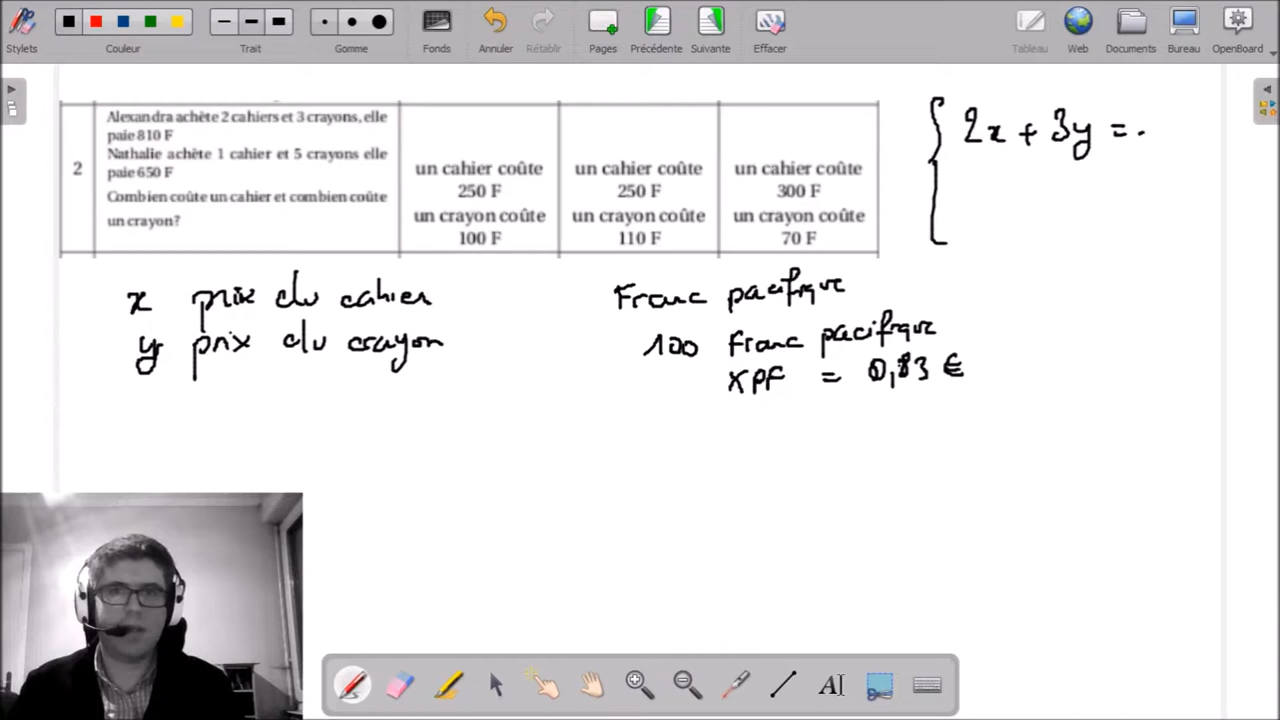 Stylets
Couleur
Trait
Gomme
Fonds
Annuler
Rétablir
Pages
Précédente
Suivante
Effacer
Tableau
Web
Documents
Bureau
OpenBoard
2
Alexandra achète 2 cahiers et 3 crayons, elle
paie 810 F
Nathalie achète 1 cahier et 5 crayons elle
paie 650 F
Combien coûte un cahier et combien coûte
un crayon?
un cahier coûte
250 F
un crayon coûte
100 F
un cahier coûte
250 F
un crayon coûte
110 F
un cahier coûte
300 F
un crayon coûte
70 F
2x + 3y =
x prix du cahier
y prix du crayon
Franc pacifique
100 Franc pacifique
XPF = 0,83 €
AI